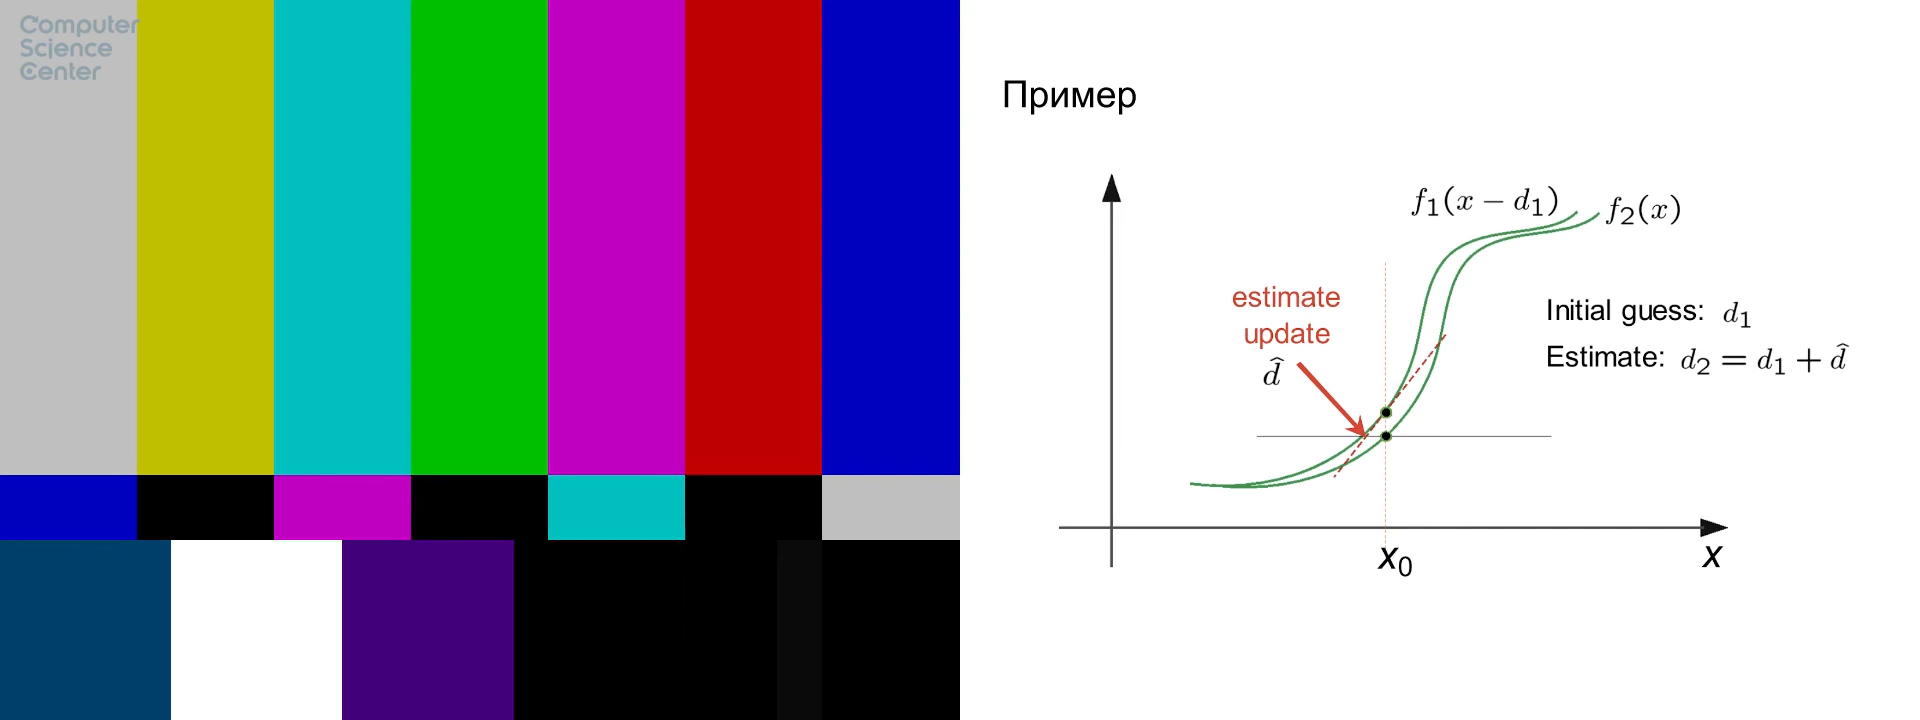 Computer
Science
Center
Пример
f₁(x − d₁)
f₂(x)
estimate
update
d̂
Initial guess: d₁
Estimate: d₂ = d₁ + d̂
x₀
x